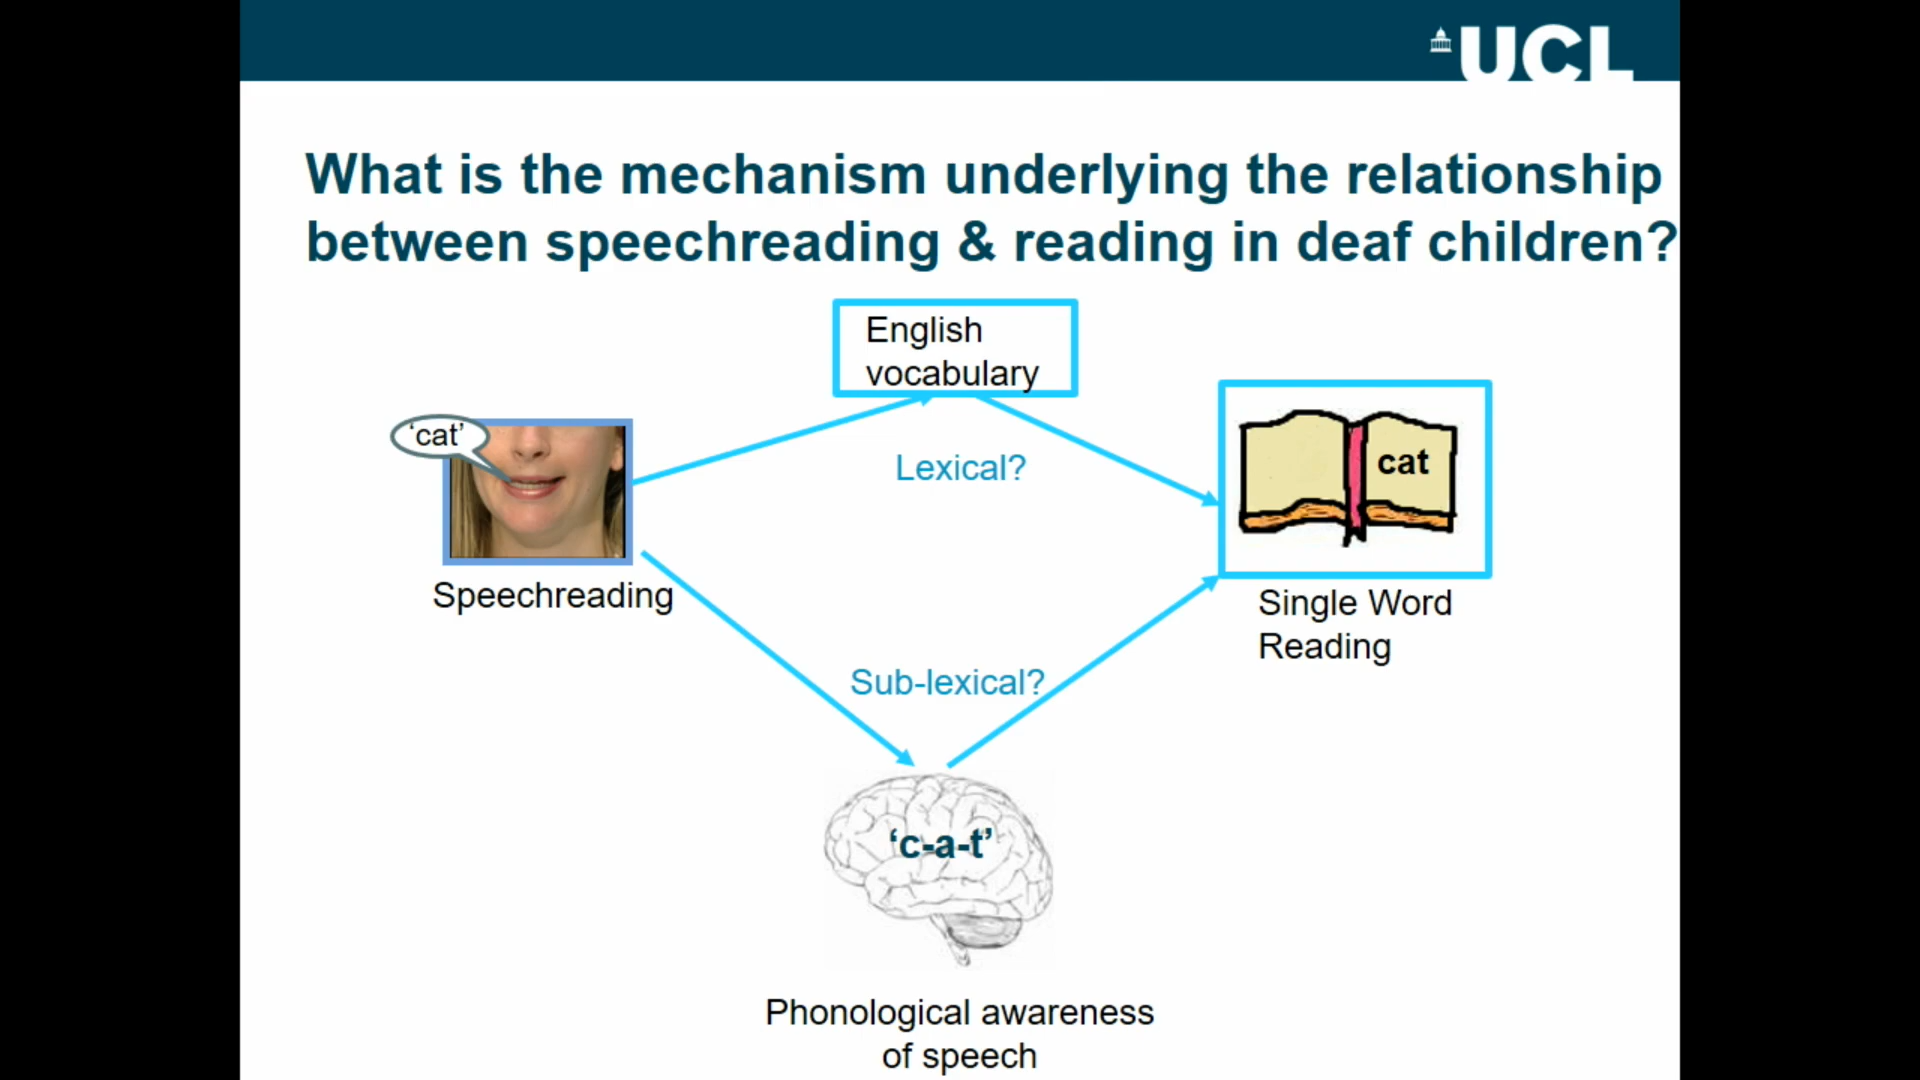 UCL
What is the mechanism underlying the relationship
between speechreading & reading in deaf children?
English
vocabulary
'cat'
Lexical?
cat
Speechreading
Single Word
Reading
Sub-lexical?
‘c-a-t’
Phonological awareness
of speech